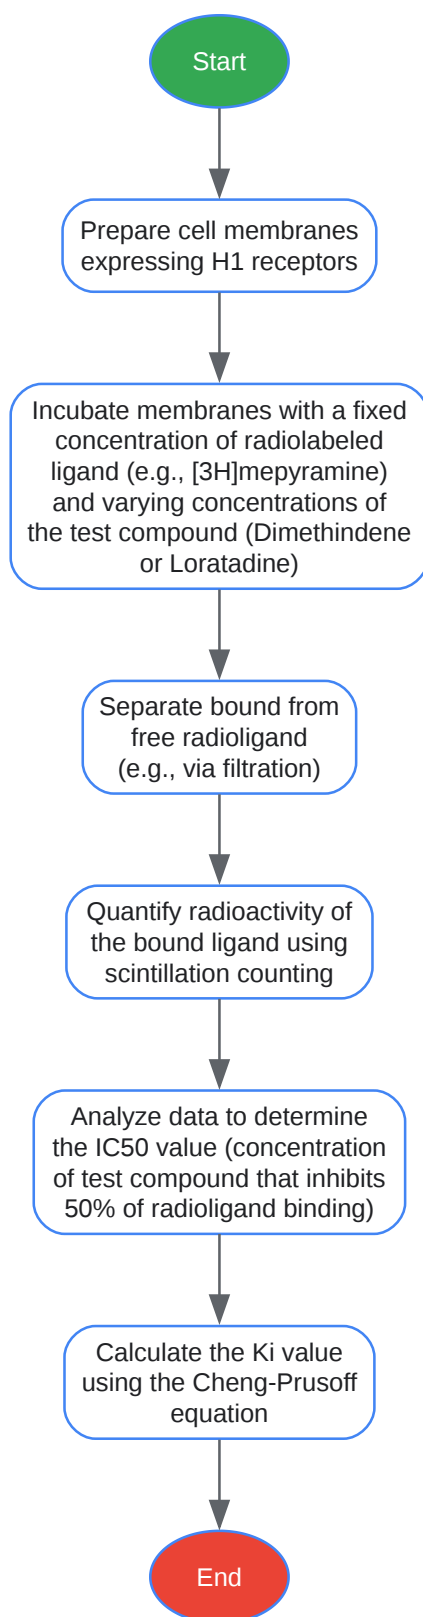 Start
Prepare cell membranes
expressing H1 receptors
Incubate membranes with a fixed
concentration of radiolabeled
ligand (e.g., [3H]mepyramine)
and varying concentrations of
the test compound (Dimethindene
or Loratadine)
Separate bound from
free radioligand
(e.g., via filtration)
Quantify radioactivity of
the bound ligand using
scintillation counting
Analyze data to determine
the IC50 value (concentration
of test compound that inhibits
50% of radioligand binding)
Calculate the Ki value
using the Cheng-Prusoff
equation
End